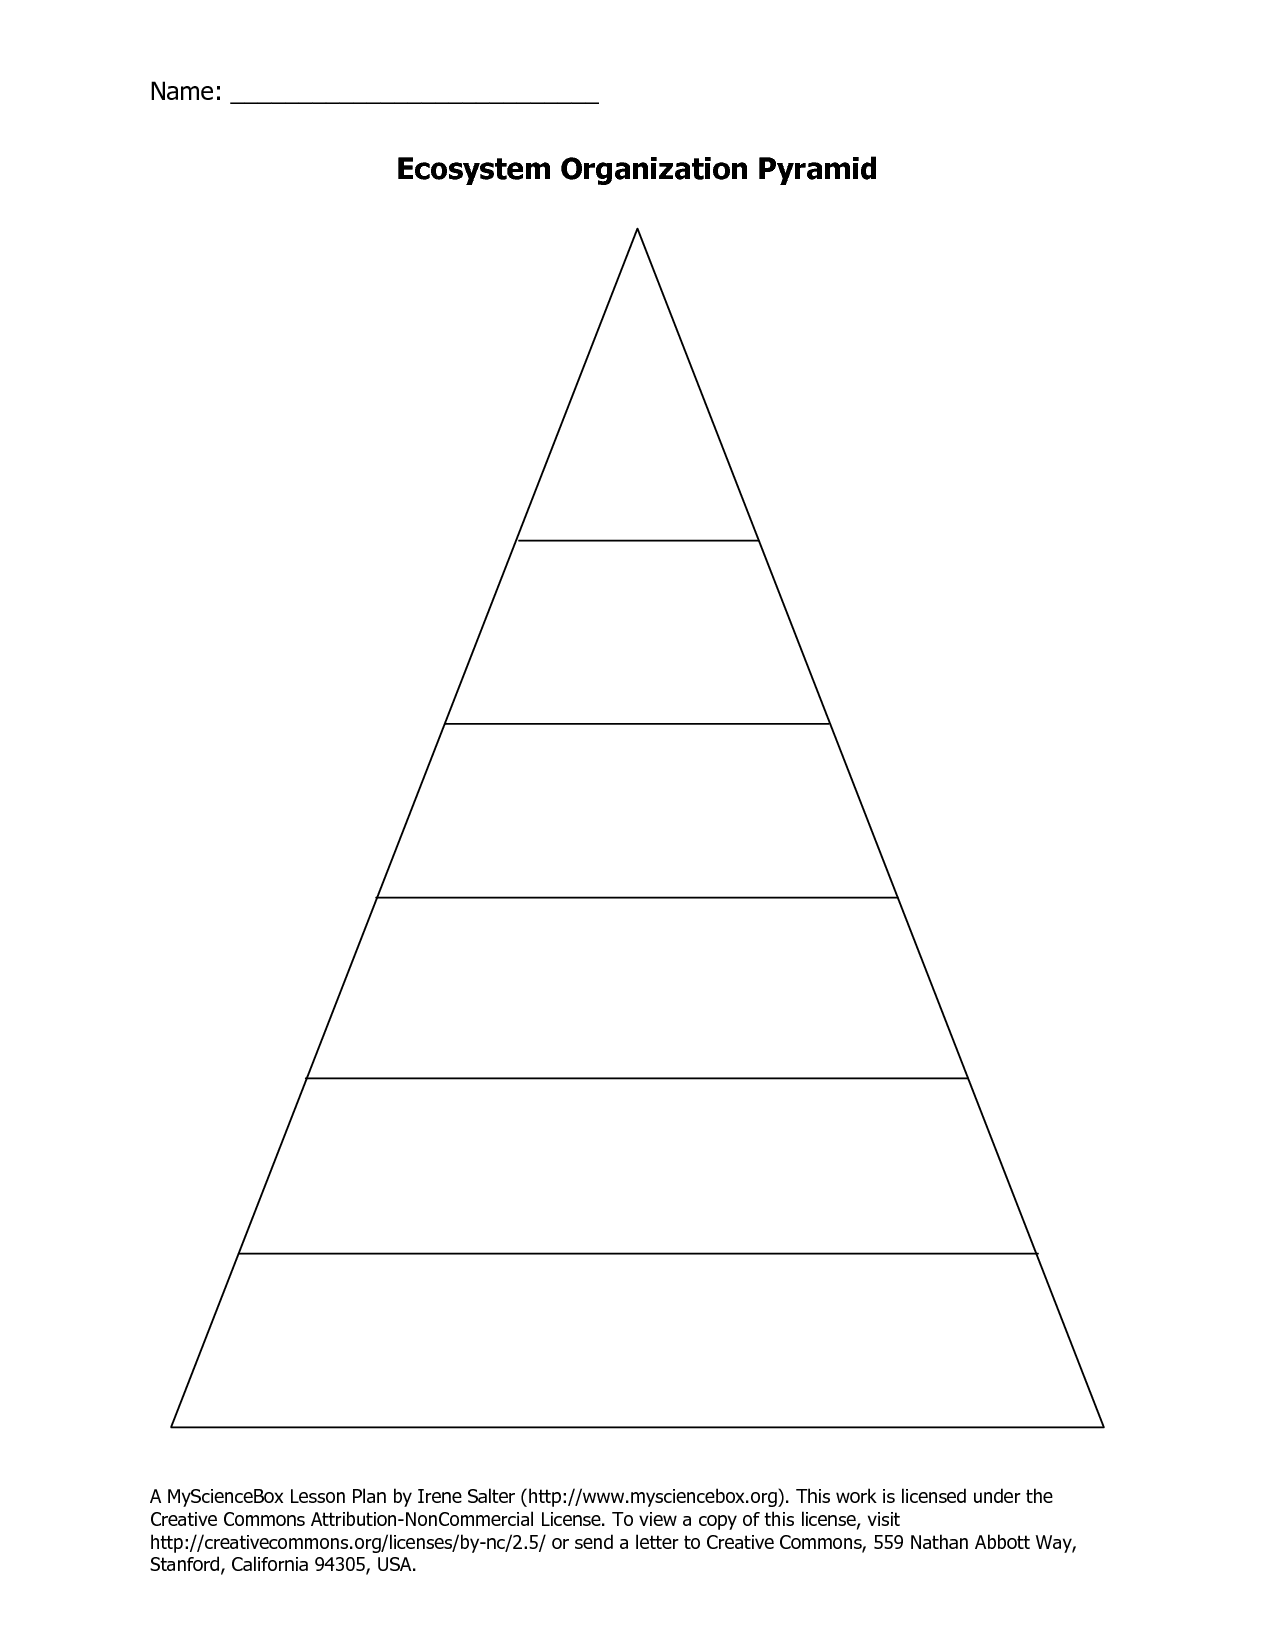 Name: ____________________________
Ecosystem Organization Pyramid
A MyScienceBox Lesson Plan by Irene Salter (http://www.mysciencebox.org). This work is licensed under the
Creative Commons Attribution-NonCommercial License. To view a copy of this license, visit
http://creativecommons.org/licenses/by-nc/2.5/ or send a letter to Creative Commons, 559 Nathan Abbott Way,
Stanford, California 94305, USA.